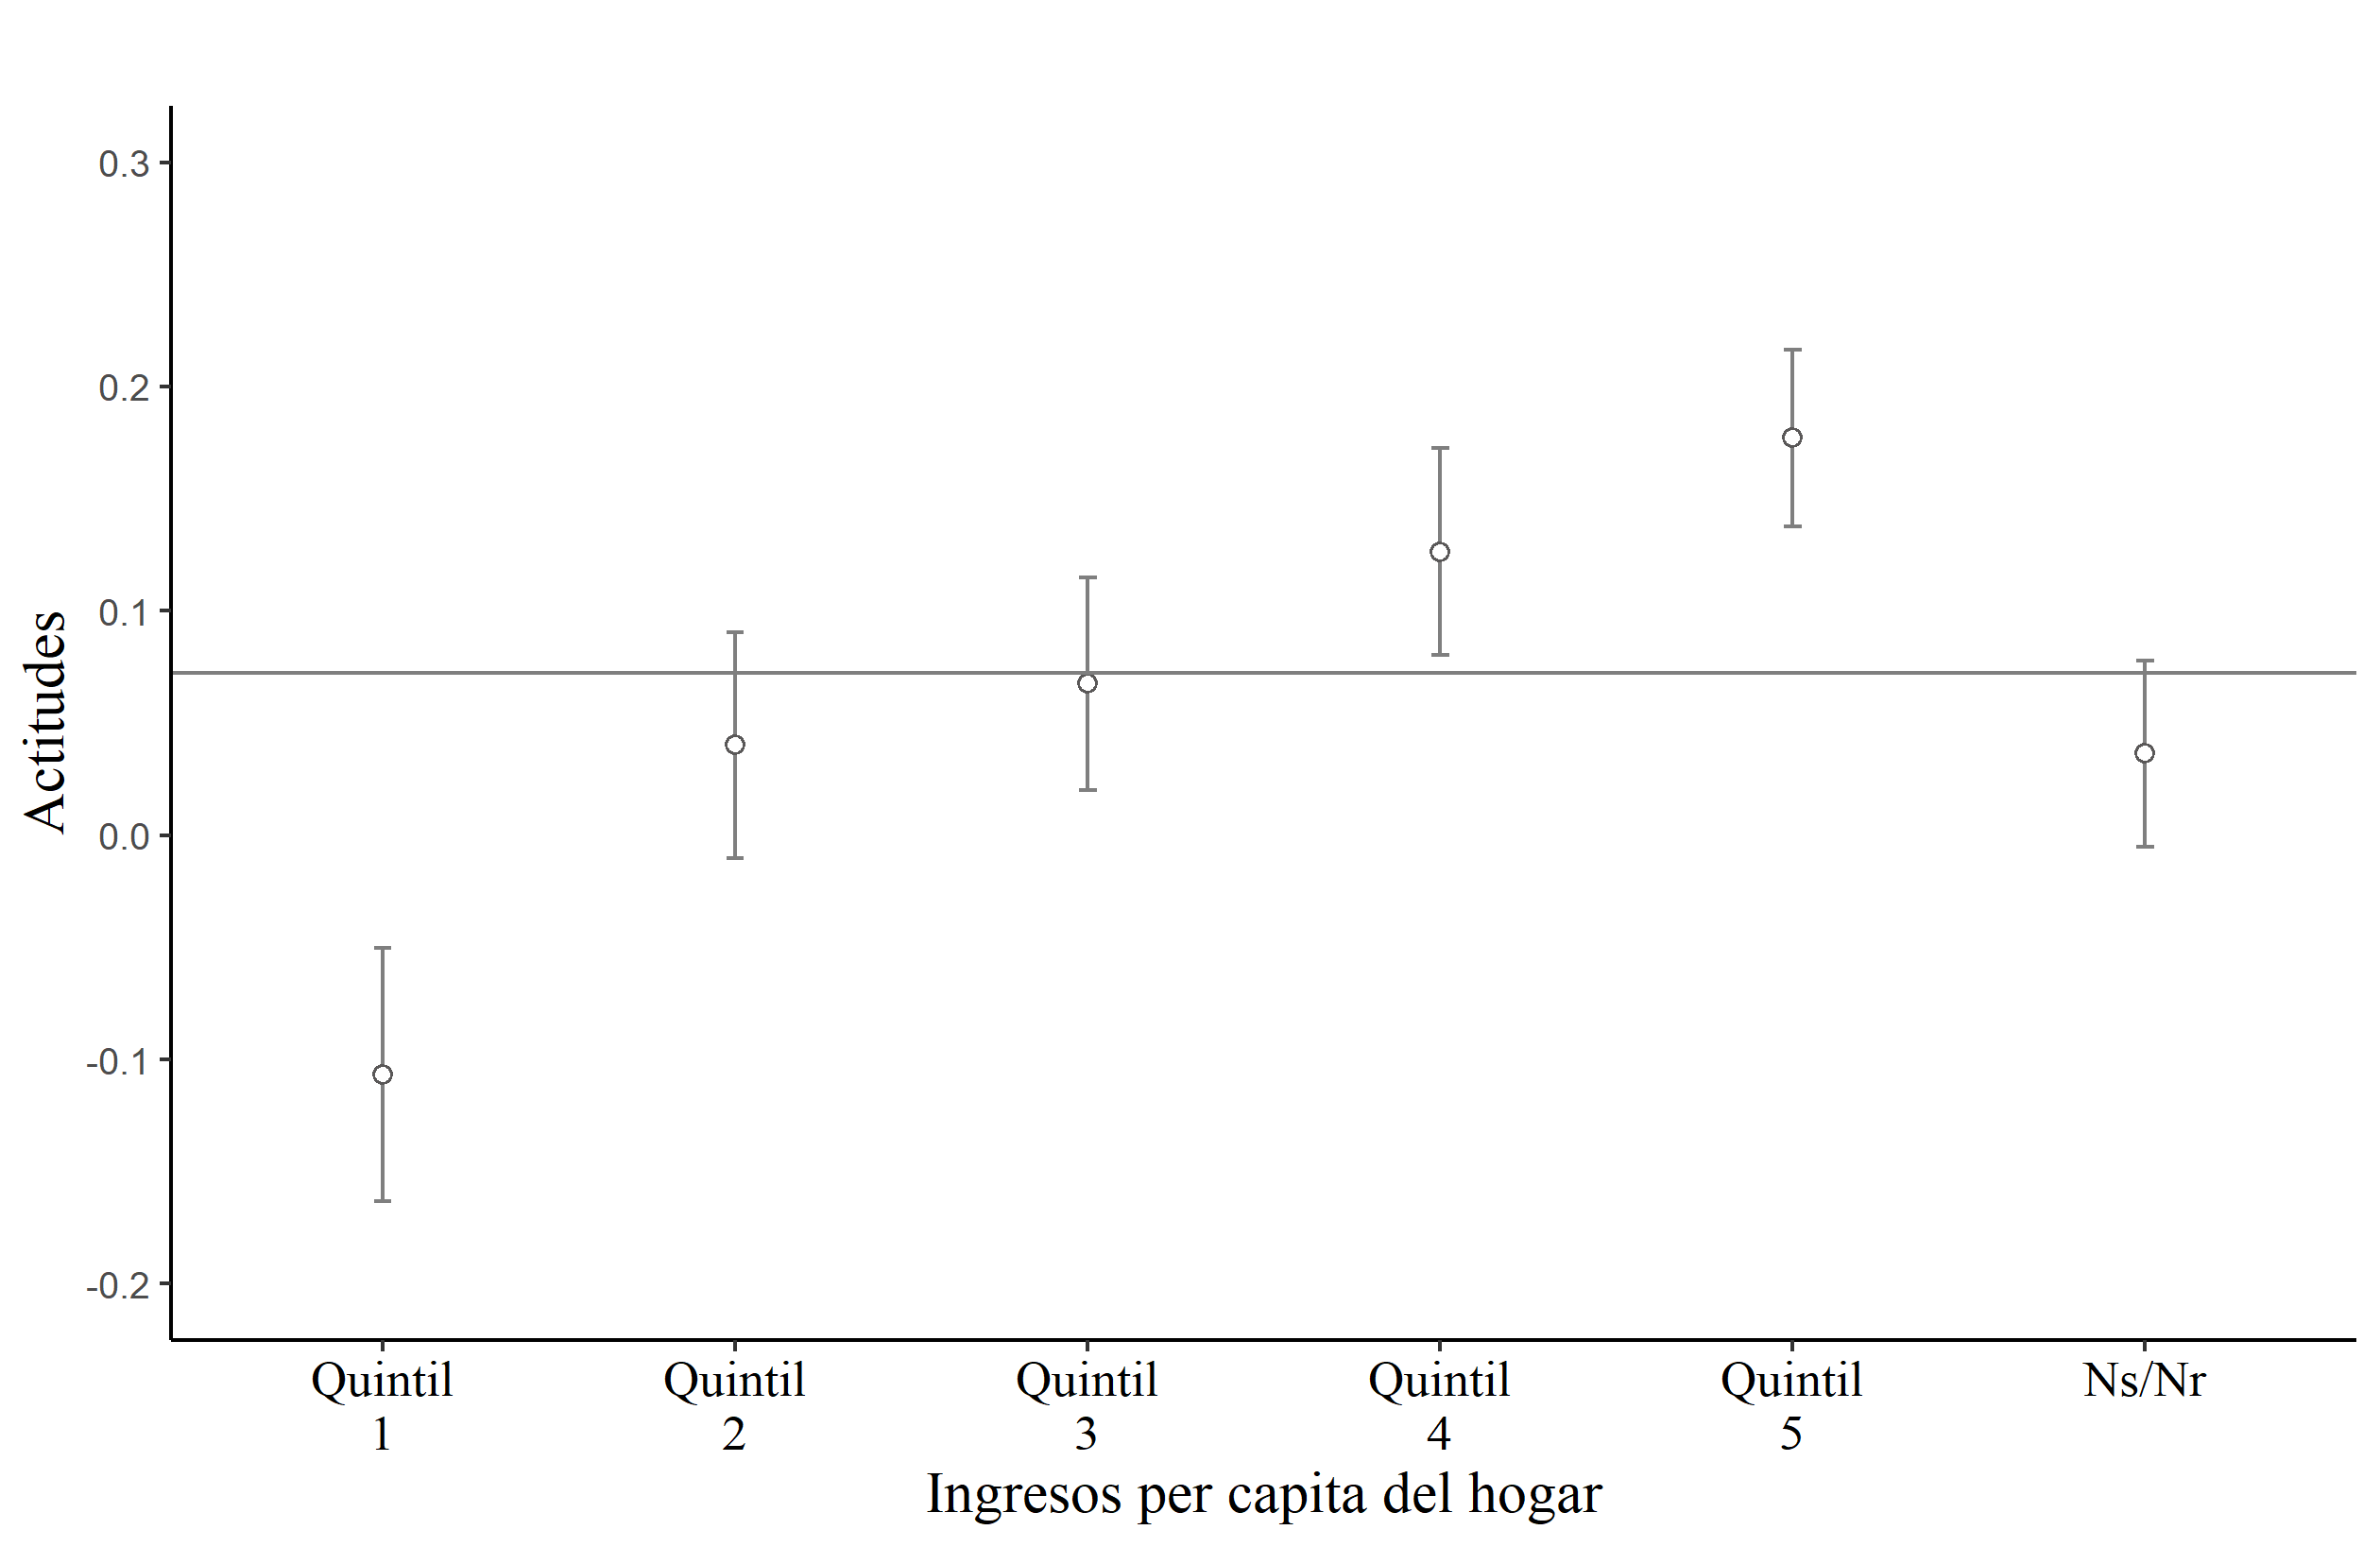 0.3
0.2
0.1
0.0
-0.1
-0.2
Actitudes
Quintil
1
Quintil
2
Quintil
3
Quintil
4
Quintil
5
Ns/Nr
Ingresos per capita del hogar